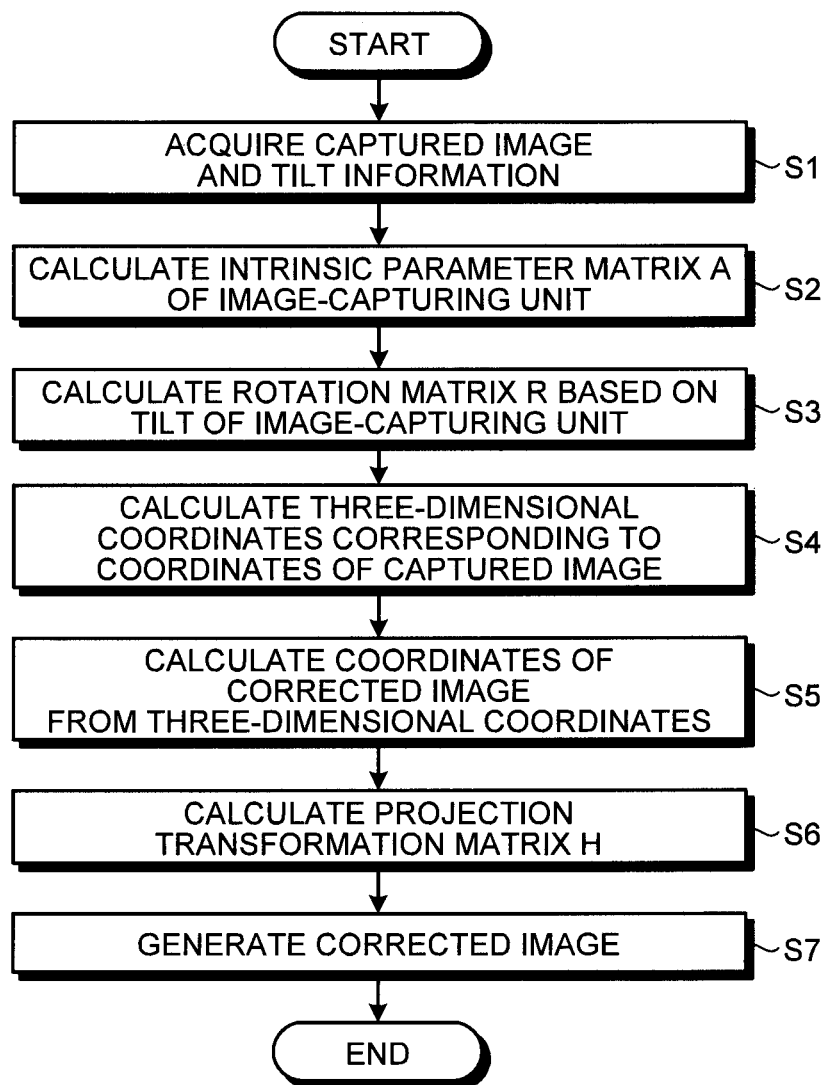 START
ACQUIRE CAPTURED IMAGE
AND TILT INFORMATION
S1
CALCULATE INTRINSIC PARAMETER MATRIX A
OF IMAGE-CAPTURING UNIT
S2
CALCULATE ROTATION MATRIX R BASED ON
TILT OF IMAGE-CAPTURING UNIT
S3
CALCULATE THREE-DIMENSIONAL
COORDINATES CORRESPONDING TO
COORDINATES OF CAPTURED IMAGE
S4
CALCULATE COORDINATES OF
CORRECTED IMAGE
FROM THREE-DIMENSIONAL COORDINATES
S5
CALCULATE PROJECTION
TRANSFORMATION MATRIX H
S6
GENERATE CORRECTED IMAGE
S7
END